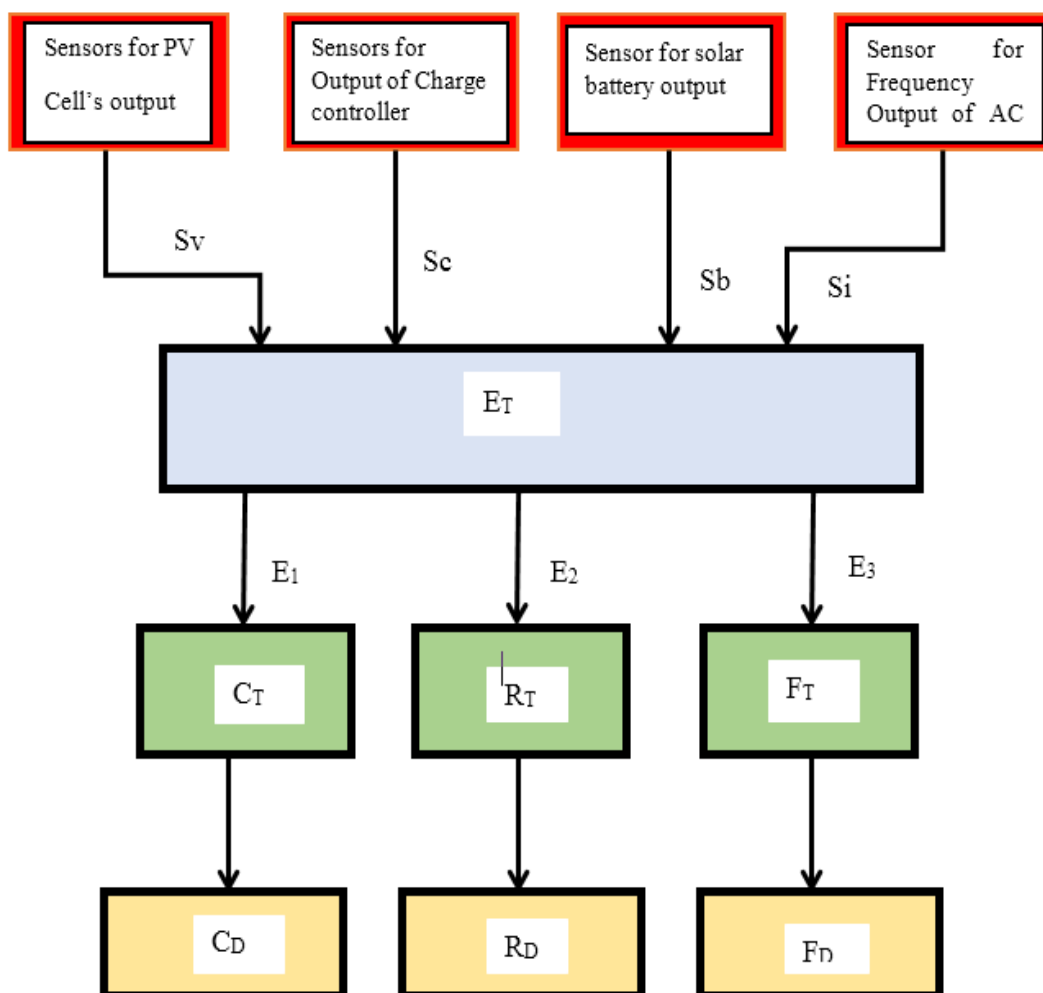 Sensors for PV
Cell's output
Sensors for
Output of Charge
controller
Sensor for solar
battery output
Sensor for
Frequency
Output of AC
Sv
Sc
Sb
Si
ET
E1
E2
E3
CT
RT
FT
CD
RD
FD